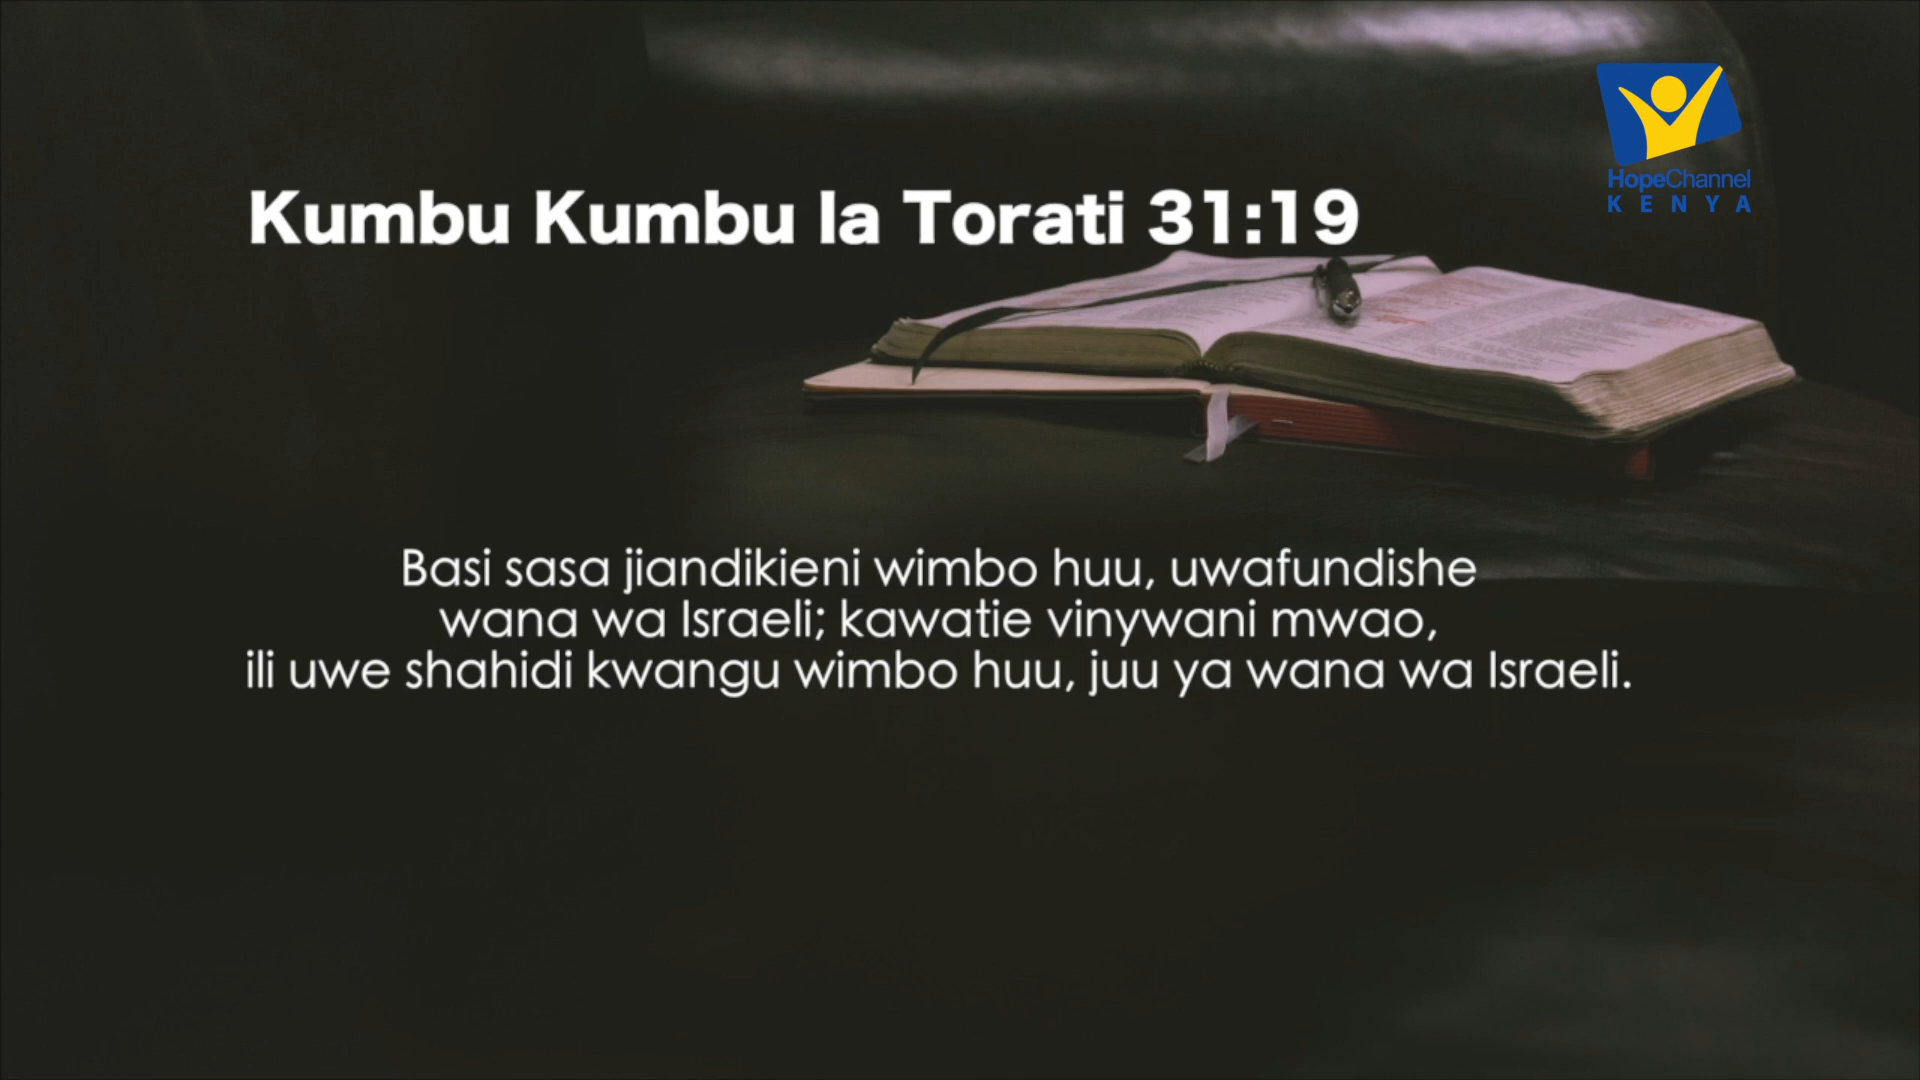 HopeChannel
KENYA
Kumbu Kumbu la Torati 31:19
Basi sasa jiandikieni wimbo huu, uwafundishe
wana wa Israeli; kawatie vinywani mwao,
ili uwe shahidi kwangu wimbo huu, juu ya wana wa Israeli.